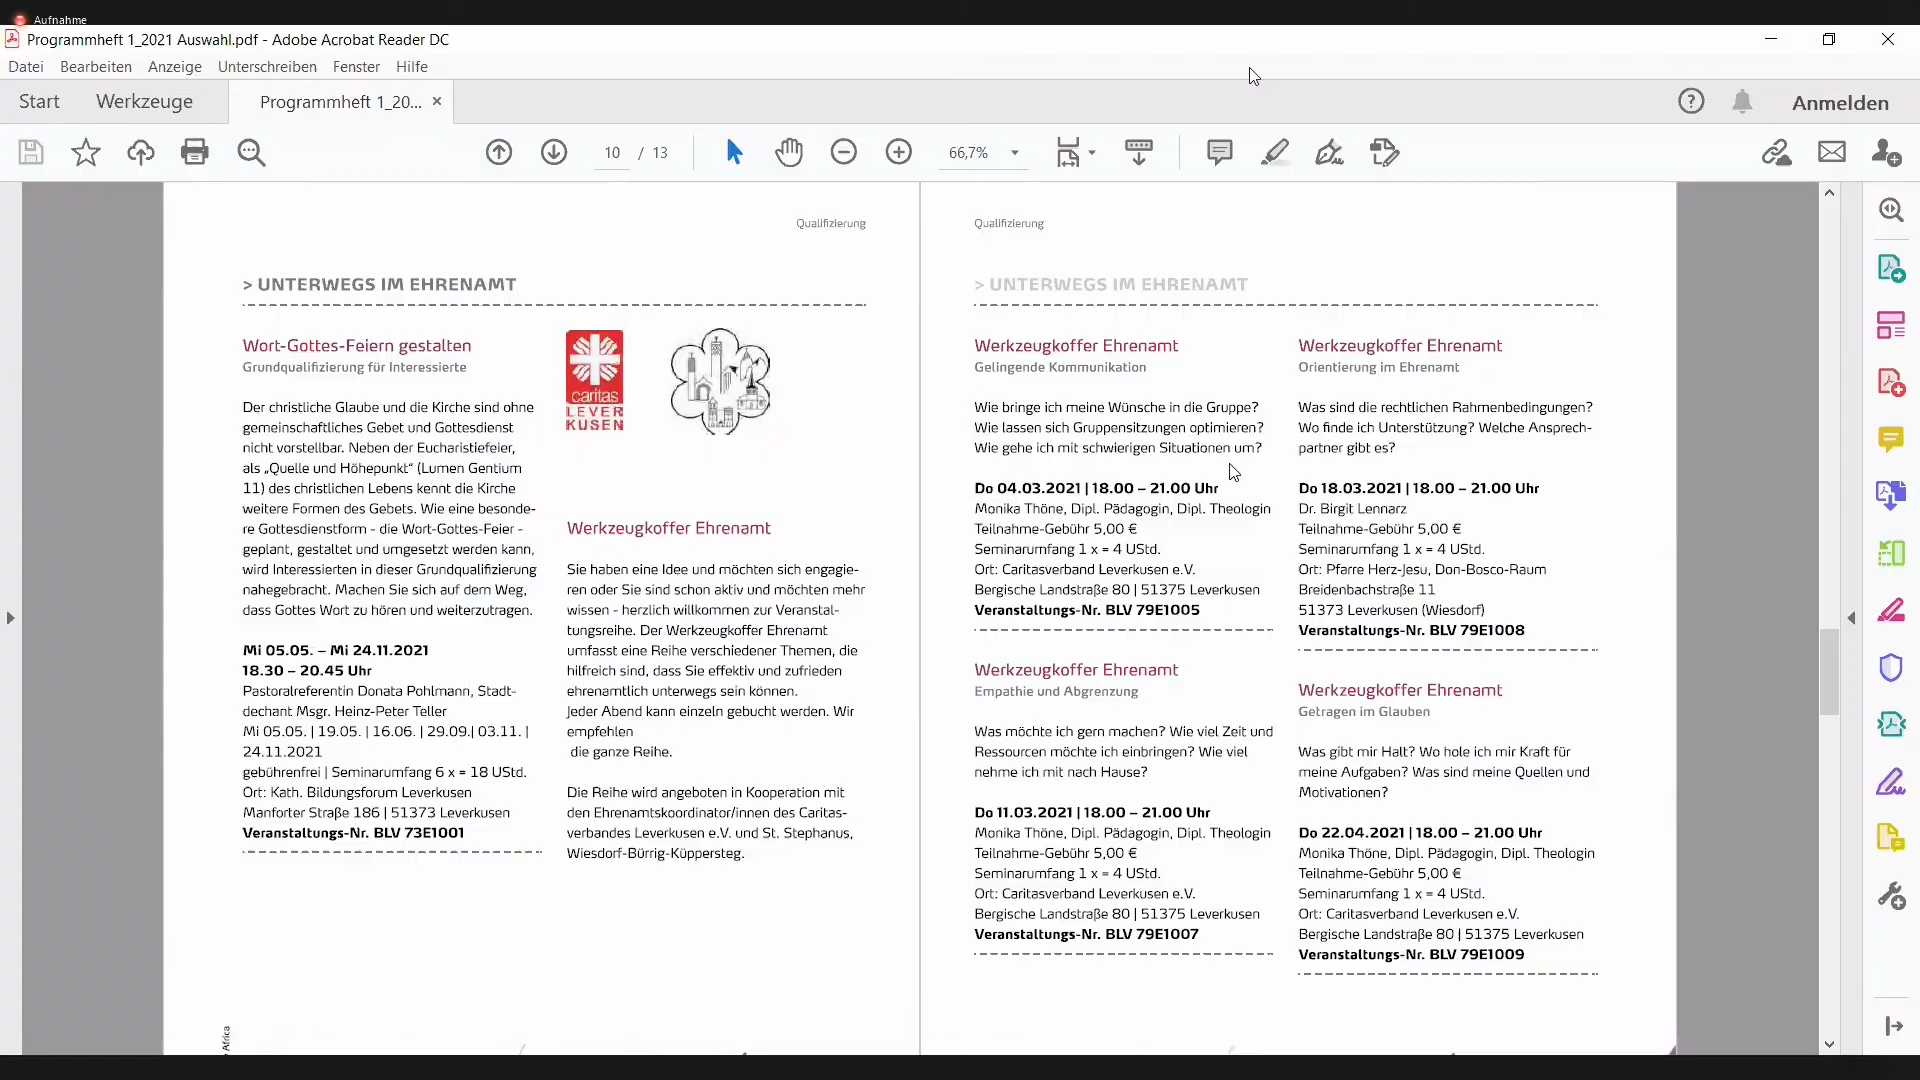 Aufnahme
Programmheft 1_2021 Auswahl.pdf - Adobe Acrobat Reader DC
Datei Bearbeiten Anzeige Unterschreiben Fenster Hilfe
Start Werkzeuge Programmheft 1_20... × Anmelden
10 / 13 66,7%
Qualifizierung
> UNTERWEGS IM EHRENAMT
Wort-Gottes-Feiern gestalten
Grundqualifizierung für Interessierte
Der christliche Glaube und die Kirche sind ohne
gemeinschaftliches Gebet und Gottesdienst
nicht vorstellbar. Neben der Eucharistiefeier,
als „Quelle und Höhepunkt“ (Lumen Gentium
11) des christlichen Lebens kennt die Kirche
weitere Formen des Gebets. Wie eine besonde-
re Gottesdienstform - die Wort-Gottes-Feier -
geplant, gestaltet und umgesetzt werden kann,
wird Interessierten in dieser Grundqualifizierung
nahegebracht. Machen Sie sich auf dem Weg,
dass Gottes Wort zu hören und weiterzutragen.
Mi 05.05. – Mi 24.11.2021
18.30 – 20.45 Uhr
Pastoralreferentin Donata Pohlmann, Stadt-
dechant Msgr. Heinz-Peter Teller
Mi 05.05. | 19.05. | 16.06. | 29.09.| 03.11. |
24.11.2021
gebührenfrei | Seminarumfang 6 x = 18 UStd.
Ort: Kath. Bildungsforum Leverkusen
Manforter Straße 186 | 51373 Leverkusen
Veranstaltungs-Nr. BLV 73E1001
caritas
LEVER
KUSEN
Werkzeugkoffer Ehrenamt
Sie haben eine Idee und möchten sich engagie-
ren oder Sie sind schon aktiv und möchten mehr
wissen - herzlich willkommen zur Veranstal-
tungsreihe. Der Werkzeugkoffer Ehrenamt
umfasst eine Reihe verschiedener Themen, die
hilfreich sind, dass Sie effektiv und zufrieden
ehrenamtlich unterwegs sein können.
Jeder Abend kann einzeln gebucht werden. Wir
empfehlen
die ganze Reihe.
Die Reihe wird angeboten in Kooperation mit
den Ehrenamtskoordinator/innen des Caritas-
verbandes Leverkusen e.V. und St. Stephanus,
Wiesdorf-Bürrig-Küppersteg.
Africa
Qualifizierung
> UNTERWEGS IM EHRENAMT
Werkzeugkoffer Ehrenamt
Gelingende Kommunikation
Wie bringe ich meine Wünsche in die Gruppe?
Wie lassen sich Gruppensitzungen optimieren?
Wie gehe ich mit schwierigen Situationen um?
Do 04.03.2021 | 18.00 – 21.00 Uhr
Monika Thöne, Dipl. Pädagogin, Dipl. Theologin
Teilnahme-Gebühr 5,00 €
Seminarumfang 1 x = 4 UStd.
Ort: Caritasverband Leverkusen e.V.
Bergische Landstraße 80 | 51375 Leverkusen
Veranstaltungs-Nr. BLV 79E1005
Werkzeugkoffer Ehrenamt
Empathie und Abgrenzung
Was möchte ich gern machen? Wie viel Zeit und
Ressourcen möchte ich einbringen? Wie viel
nehme ich mit nach Hause?
Do 11.03.2021 | 18.00 – 21.00 Uhr
Monika Thöne, Dipl. Pädagogin, Dipl. Theologin
Teilnahme-Gebühr 5,00 €
Seminarumfang 1 x = 4 UStd.
Ort: Caritasverband Leverkusen e.V.
Bergische Landstraße 80 | 51375 Leverkusen
Veranstaltungs-Nr. BLV 79E1007
Werkzeugkoffer Ehrenamt
Orientierung im Ehrenamt
Was sind die rechtlichen Rahmenbedingungen?
Wo finde ich Unterstützung? Welche Ansprech-
partner gibt es?
Do 18.03.2021 | 18.00 – 21.00 Uhr
Dr. Birgit Lennarz
Teilnahme-Gebühr 5,00 €
Seminarumfang 1 x = 4 UStd.
Ort: Pfarre Herz-Jesu, Don-Bosco-Raum
Breidenbachstraße 11
51373 Leverkusen (Wiesdorf)
Veranstaltungs-Nr. BLV 79E1008
Werkzeugkoffer Ehrenamt
Getragen im Glauben
Was gibt mir Halt? Wo hole ich mir Kraft für
meine Aufgaben? Was sind meine Quellen und
Motivationen?
Do 22.04.2021 | 18.00 – 21.00 Uhr
Monika Thöne, Dipl. Pädagogin, Dipl. Theologin
Teilnahme-Gebühr 5,00 €
Seminarumfang 1 x = 4 UStd.
Ort: Caritasverband Leverkusen e.V.
Bergische Landstraße 80 | 51375 Leverkusen
Veranstaltungs-Nr. BLV 79E1009